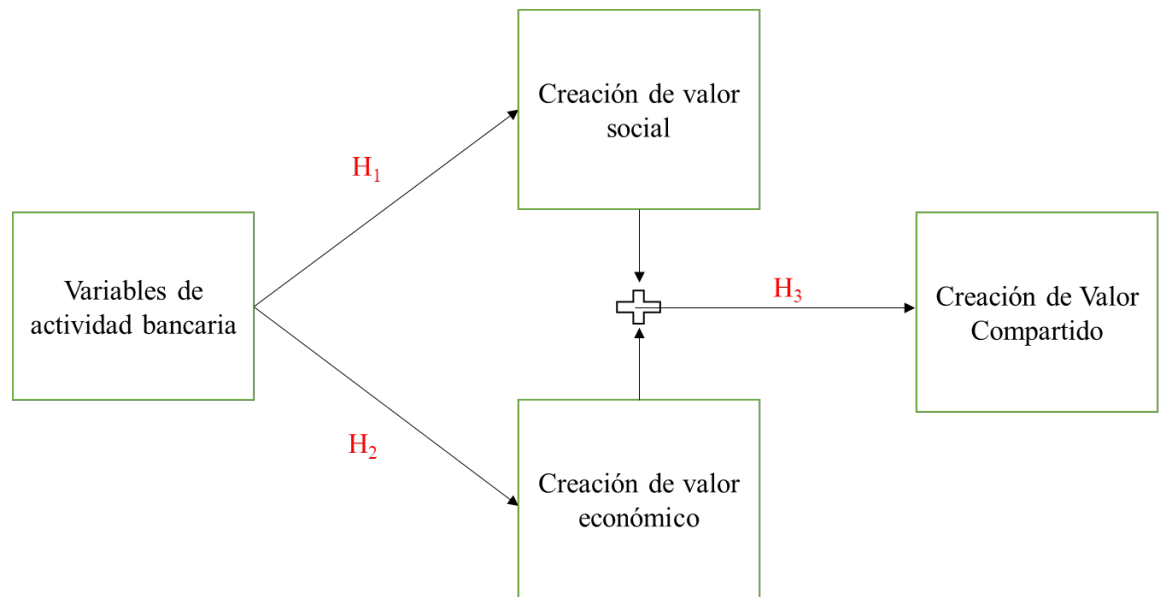 Creación de valor
social
H₁
Variables de
actividad bancaria
H₃
Creación de Valor
Compartido
H₂
Creación de valor
económico